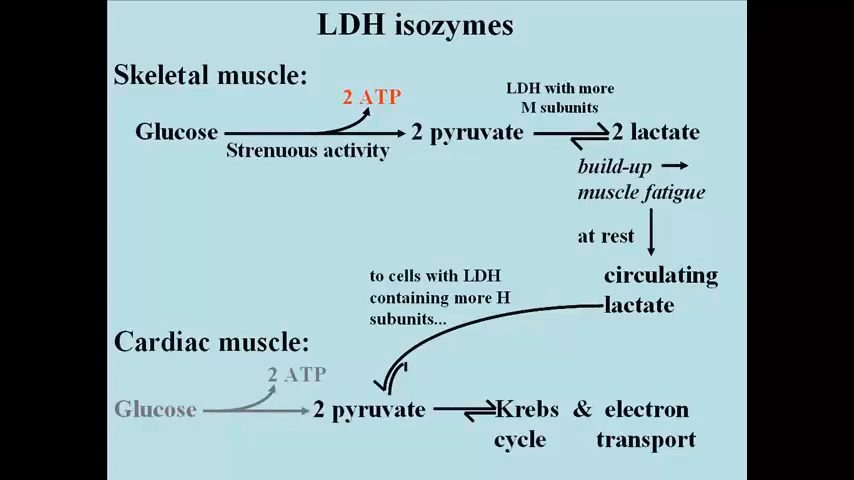 LDH isozymes
Skeletal muscle:
2 ATP
LDH with more
M subunits
Glucose
2 pyruvate
2 lactate
Strenuous activity
build-up
muscle fatigue
at rest
circulating
lactate
to cells with LDH
containing more H
subunits...
Cardiac muscle:
2 ATP
Glucose
2 pyruvate
Krebs & electron
cycle transport